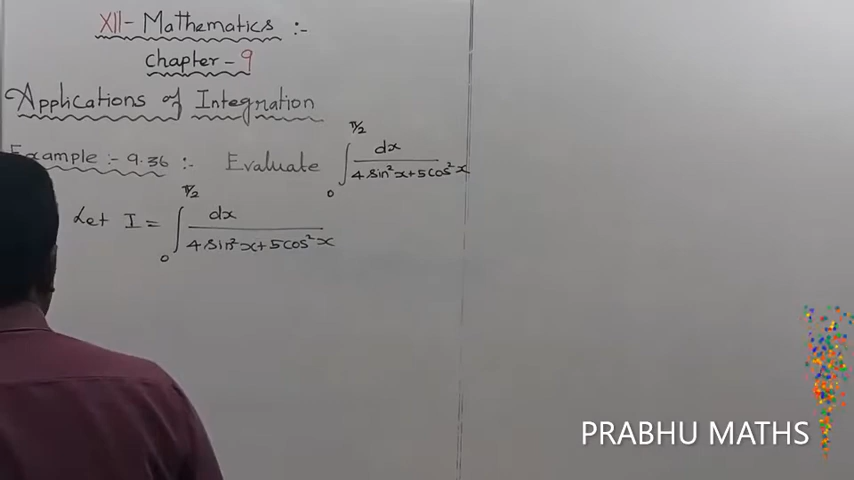 XII - Mathematics :-
Chapter - 9
Applications of Integration
Example :- 9.36 :- Evaluate ∫₀^(π/2) dx / (4 sin²x + 5 cos²x)
Let I = ∫₀^(π/2) dx / (4 sin²x + 5 cos²x)
PRABHU MATHS